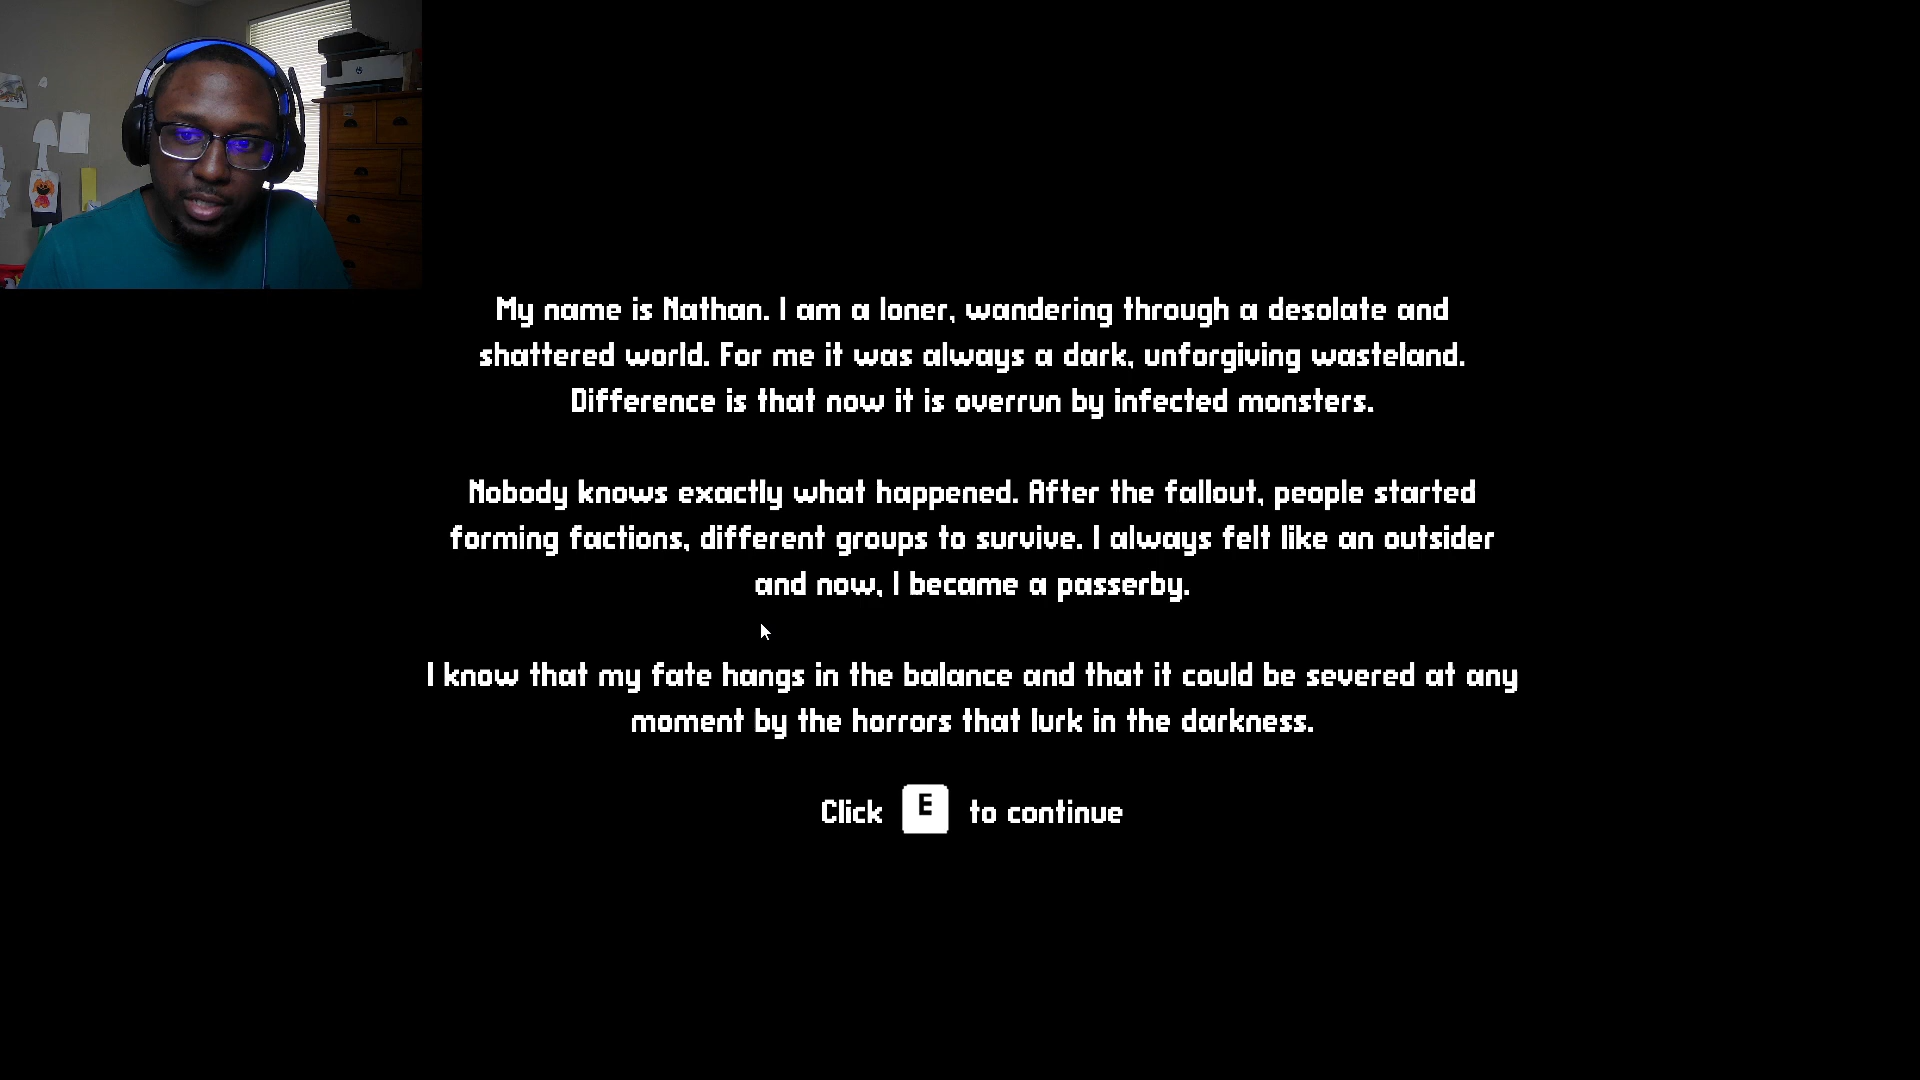 My name is Nathan. I am a loner, wandering through a desolate and
shattered world. For me it was always a dark, unforgiving wasteland.
Difference is that now it is overrun by infected monsters.
Nobody knows exactly what happened. After the fallout, people started
forming factions, different groups to survive. I always felt like an outsider
and now, I became a passerby.
I know that my fate hangs in the balance and that it could be severed at any
moment by the horrors that lurk in the darkness.
Click E to continue